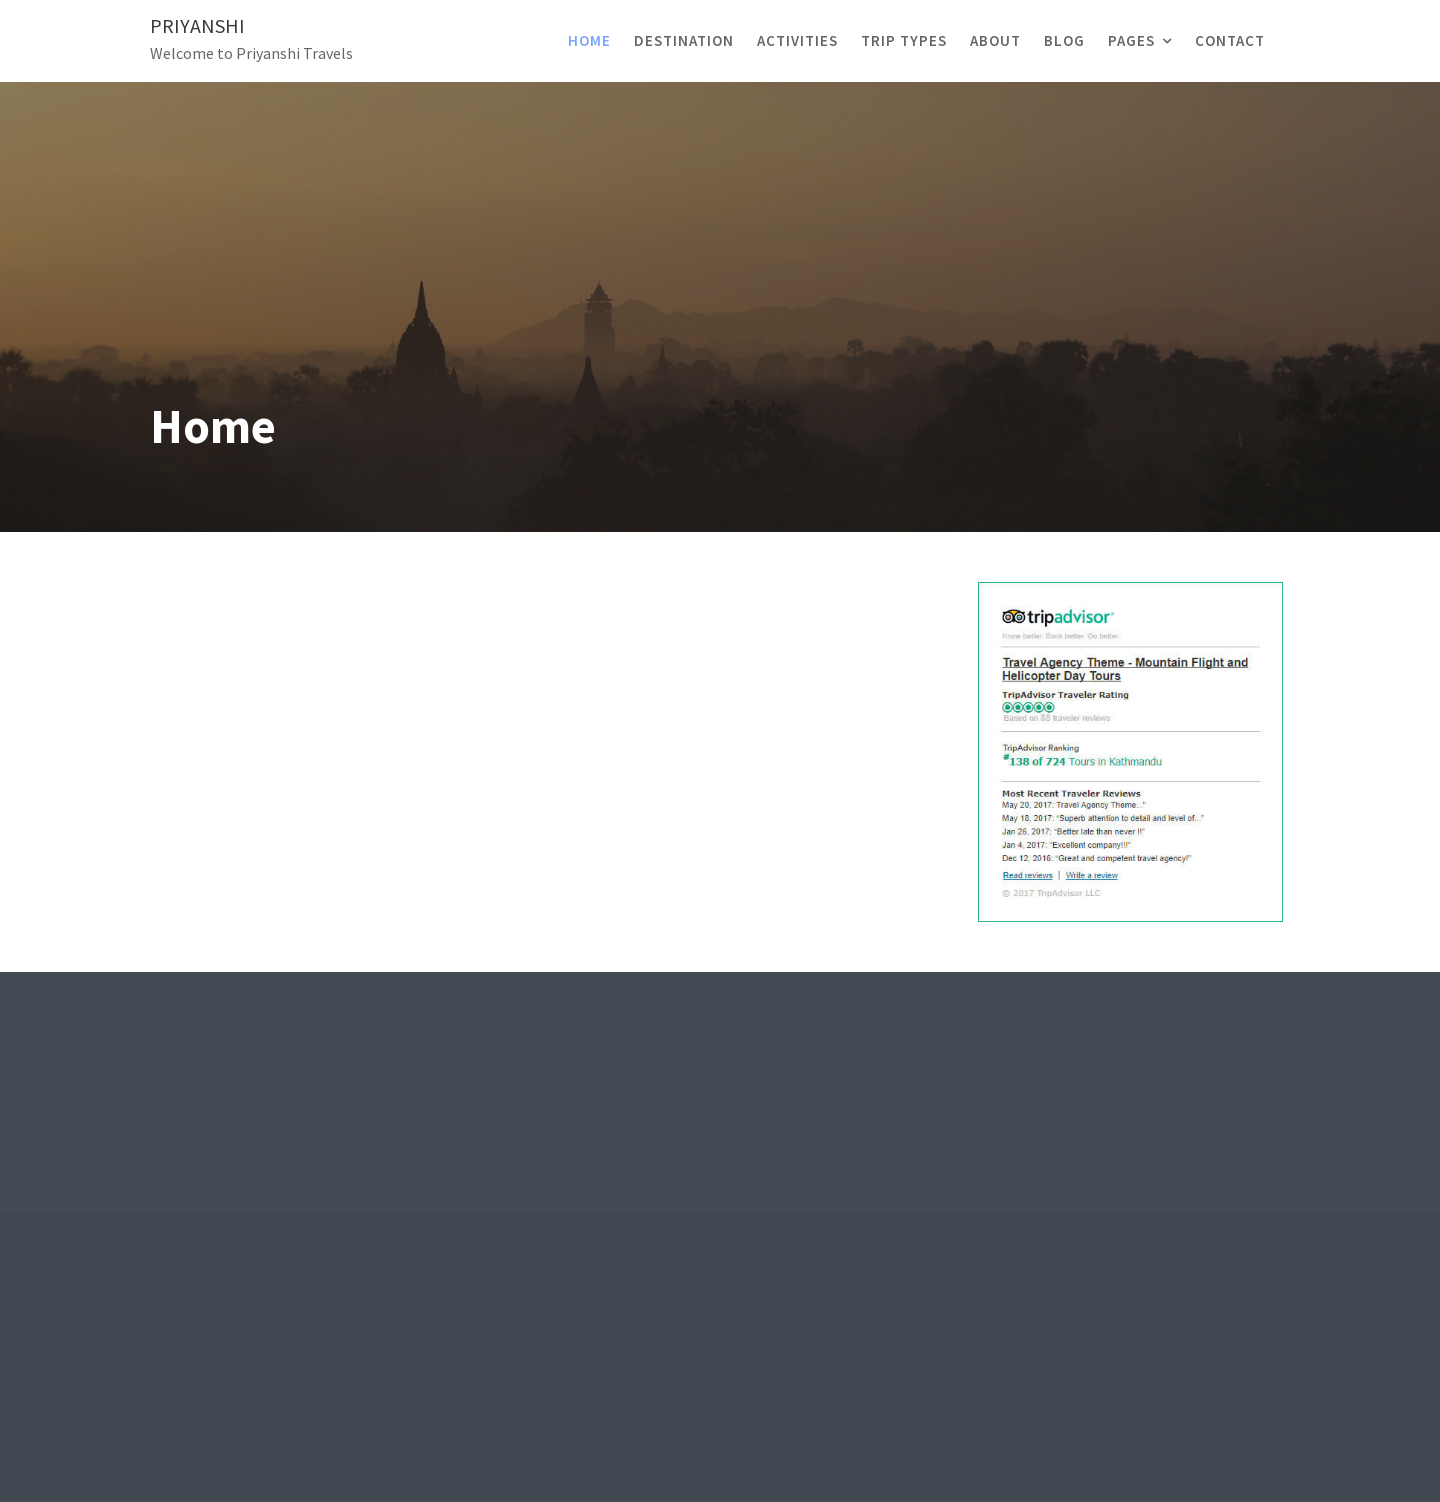 PRIYANSHI
Welcome to Priyanshi Travels
HOME DESTINATION ACTIVITIES TRIP TYPES ABOUT BLOG PAGES CONTACT
Home
tripadvisor®
Know better. Book better. Go better.
Travel Agency Theme - Mountain Flight and
Helicopter Day Tours
TripAdvisor Traveler Rating
Based on 88 traveler reviews
TripAdvisor Ranking
#138 of 724 Tours in Kathmandu
Most Recent Traveler Reviews
May 20, 2017: Travel Agency Theme..."
May 18, 2017: “Superb attention to detail and level of...”
Jan 26, 2017: “Better late than never !!”
Jan 4, 2017: “Excellent company!!!”
Dec 12, 2016: “Great and competent travel agency!”
Read reviews | Write a review
© 2017 TripAdvisor LLC